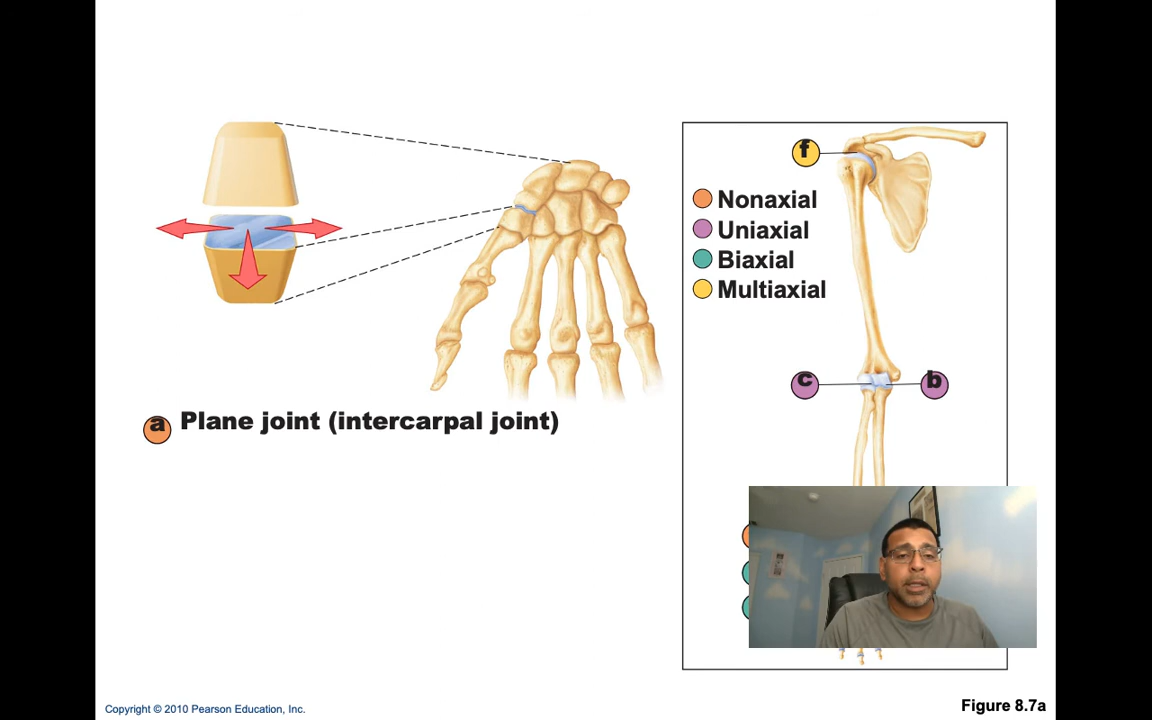 f
Nonaxial
Uniaxial
Biaxial
Multiaxial
c
b
a Plane joint (intercarpal joint)
Copyright © 2010 Pearson Education, Inc.
Figure 8.7a